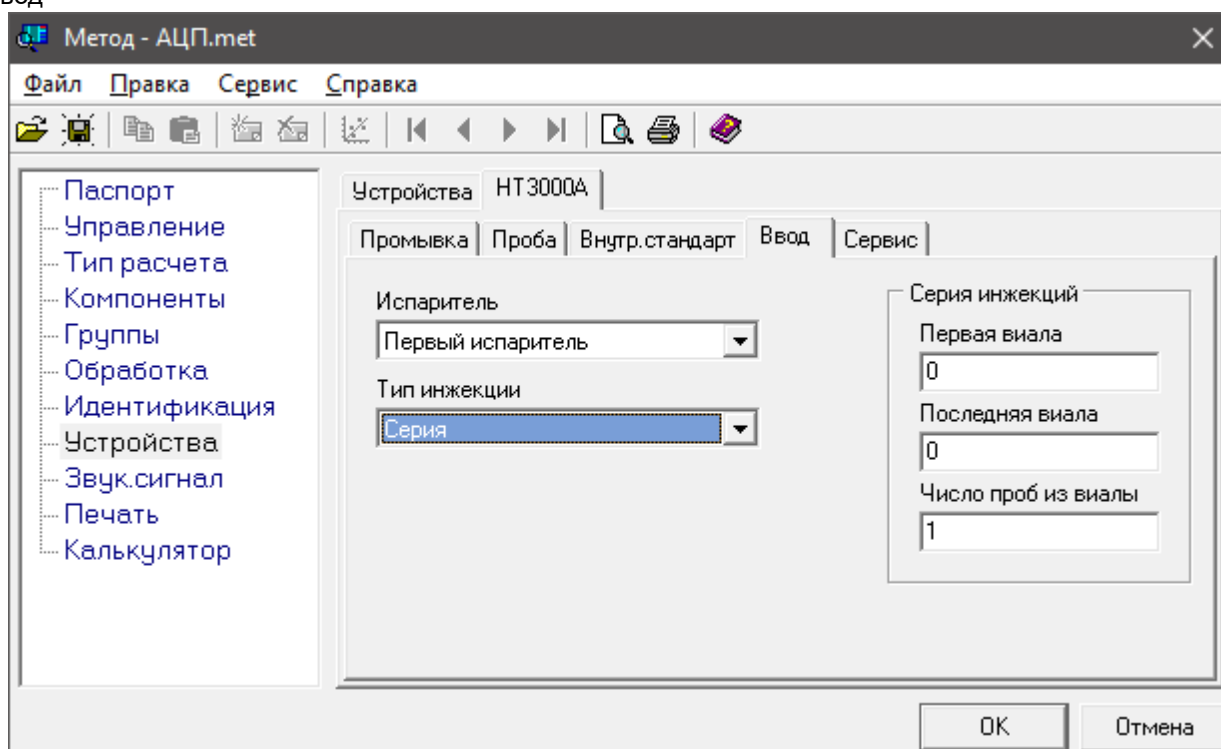 ввод
Метод - АЦП.met
Файл Правка Сервис Справка
Паспорт
Управление
Тип расчета
Компоненты
Группы
Обработка
Идентификация
Устройства
Звук.сигнал
Печать
Калькулятор
Устройства HT3000A
Промывка Проба Внутр.стандарт Ввод Сервис
Испаритель
Первый испаритель
Тип инжекции
Серия
Серия инжекций
Первая виала
0
Последняя виала
0
Число проб из виалы
1
OK Отмена